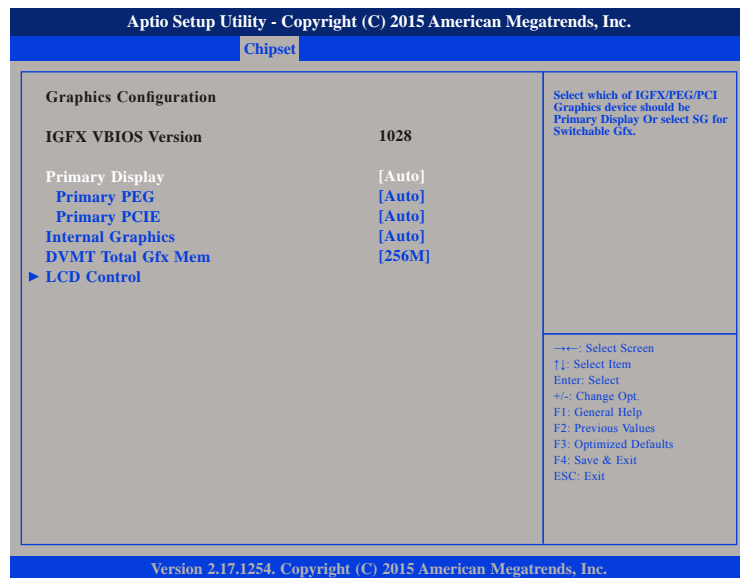 Aptio Setup Utility - Copyright (C) 2015 American Megatrends, Inc.
Chipset
Graphics Configuration
IGFX VBIOS Version 1028
Primary Display [Auto]
Primary PEG [Auto]
Primary PCIE [Auto]
Internal Graphics [Auto]
DVMT Total Gfx Mem [256M]
► LCD Control
Select which of IGFX/PEG/PCI
Graphics device should be
Primary Display Or select SG for
Switchable Gfx.
→←: Select Screen
↑↓: Select Item
Enter: Select
+/-: Change Opt.
F1: General Help
F2: Previous Values
F3: Optimized Defaults
F4: Save & Exit
ESC: Exit
Version 2.17.1254. Copyright (C) 2015 American Megatrends, Inc.